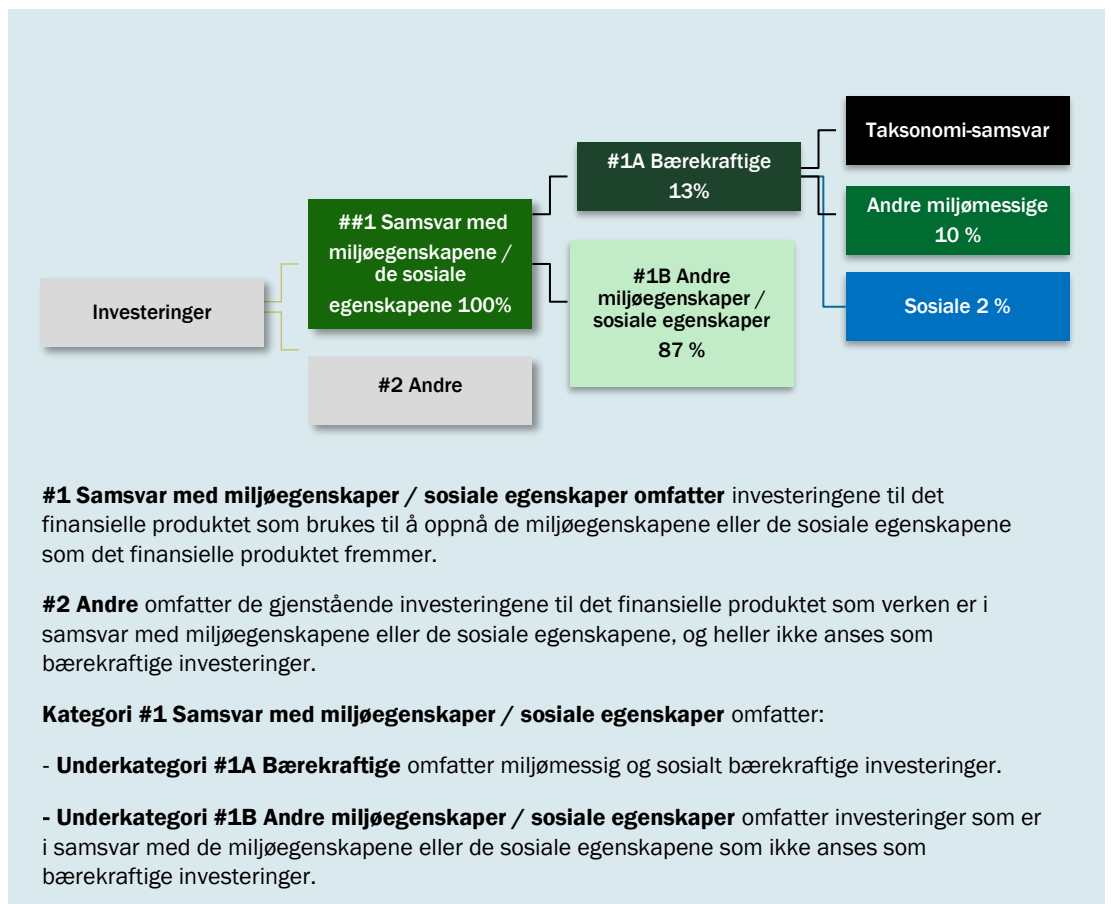 Investeringer
##1 Samsvar med
miljøegenskapene /
de sosiale
egenskapene 100%
#2 Andre
#1A Bærekraftige
13%
#1B Andre
miljøegenskaper /
sosiale egenskaper
87 %
Taksonomi-samsvar
Andre miljømessige
10 %
Sosiale 2 %
#1 Samsvar med miljøegenskaper / sosiale egenskaper omfatter investeringene til det
finansielle produktet som brukes til å oppnå de miljøegenskapene eller de sosiale egenskapene
som det finansielle produktet fremmer.
#2 Andre omfatter de gjenstående investeringene til det finansielle produktet som verken er i
samsvar med miljøegenskapene eller de sosiale egenskapene, og heller ikke anses som
bærekraftige investeringer.
Kategori #1 Samsvar med miljøegenskaper / sosiale egenskaper omfatter:
- Underkategori #1A Bærekraftige omfatter miljømessig og sosialt bærekraftige investeringer.
- Underkategori #1B Andre miljøegenskaper / sosiale egenskaper omfatter investeringer som er
i samsvar med de miljøegenskapene eller de sosiale egenskapene som ikke anses som
bærekraftige investeringer.